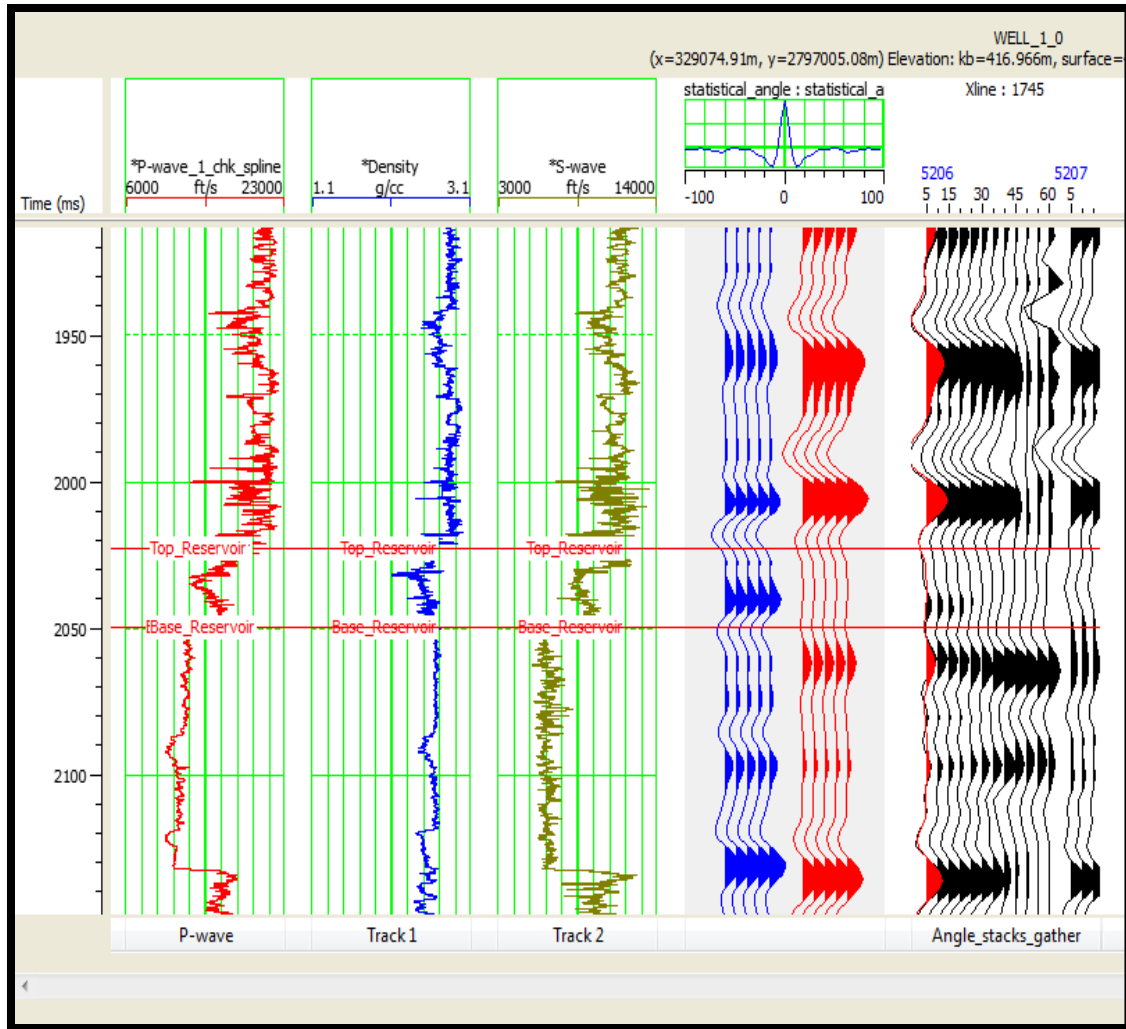 WELL_1_0
(x=329074.91m, y=2797005.08m) Elevation: kb=416.966m, surface=
statistical_angle : statistical_a
Xline : 1745
*P-wave_1_chk_spline
6000 ft/s 23000
*Density
1.1 g/cc 3.1
*S-wave
3000 ft/s 14000
-100 0 100
5206 5207
5 15 30 45 60 5
Time (ms)
1950
2000
Top_Reservoir Top_Reservoir Top_Reservoir
2050
Base_Reservoir Base_Reservoir Base_Reservoir
2100
P-wave Track 1 Track 2 Angle_stacks_gather